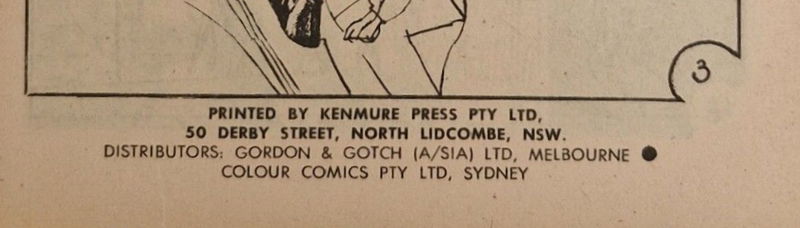 3
PRINTED BY KENMURE PRESS PTY LTD,
50 DERBY STREET, NORTH LIDCOMBE, NSW.
DISTRIBUTORS: GORDON & GOTCH (A/SIA) LTD, MELBOURNE ●
COLOUR COMICS PTY LTD, SYDNEY